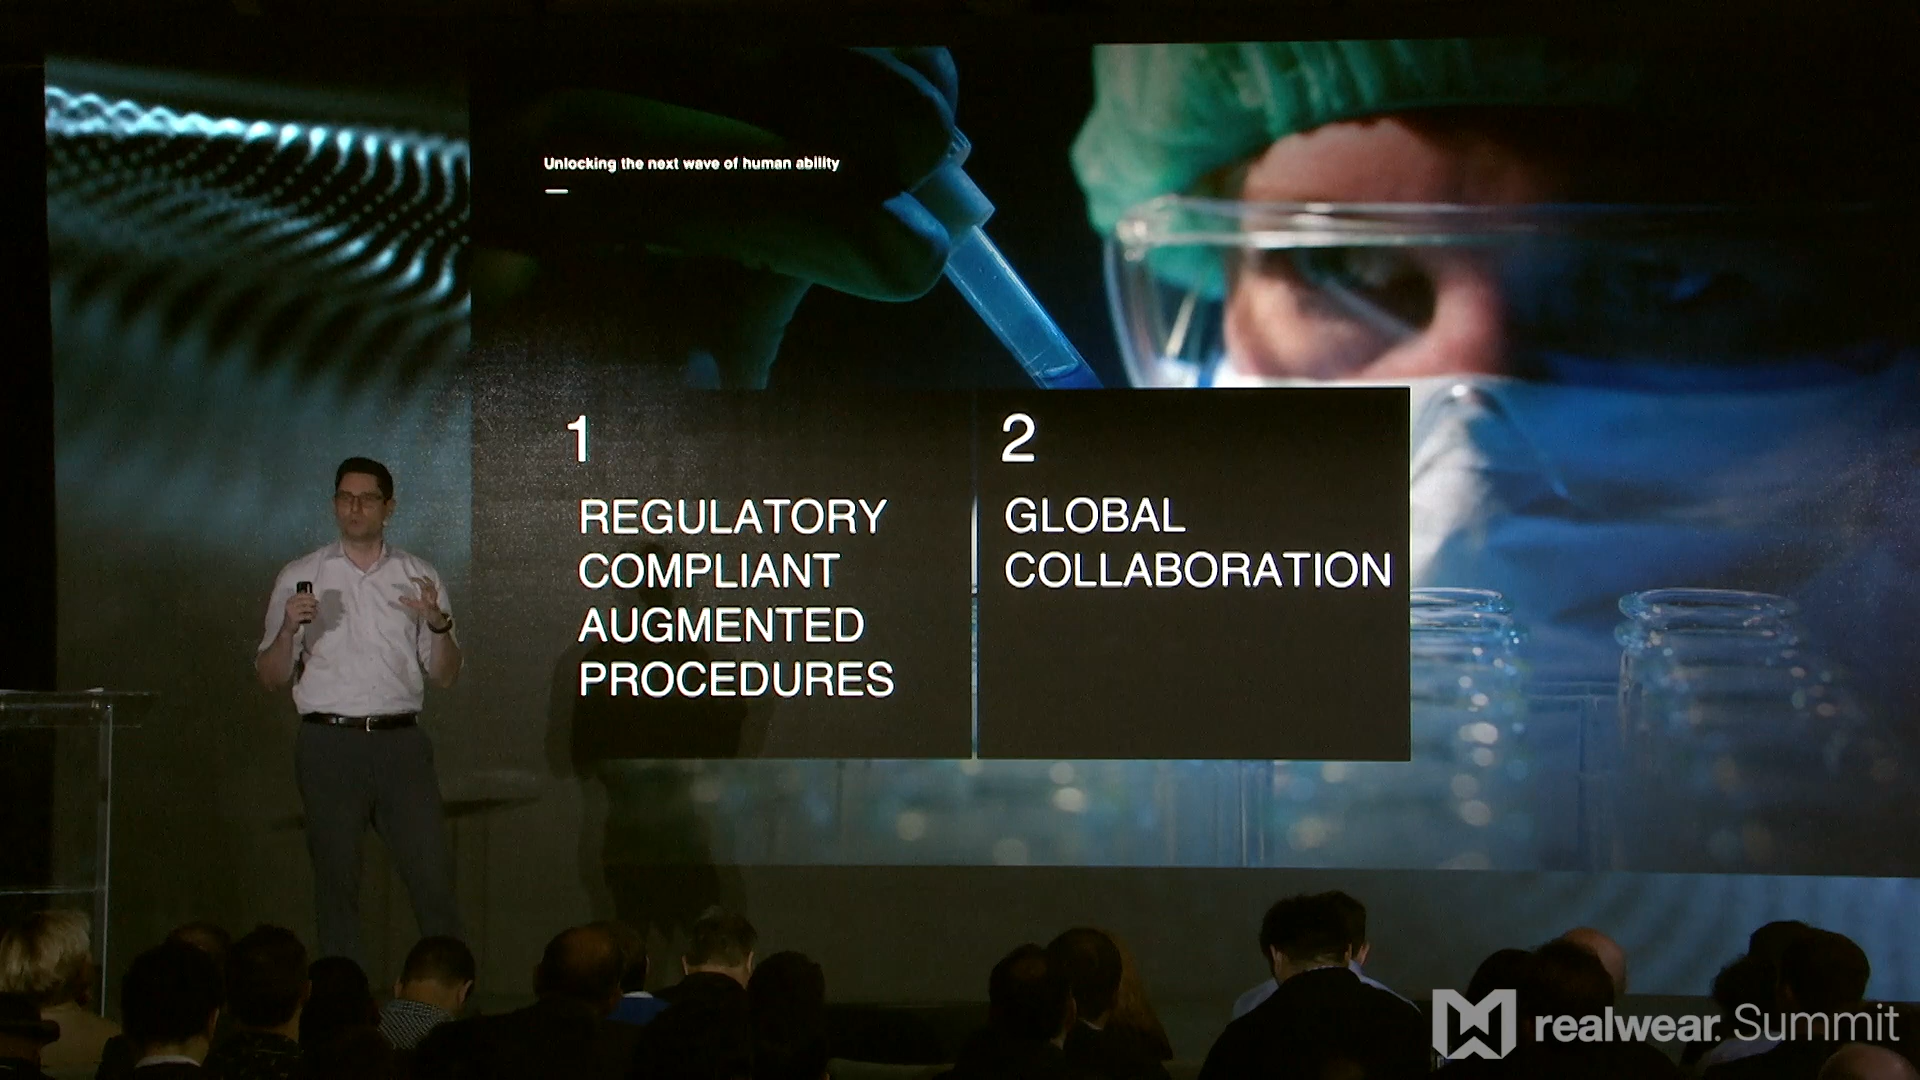 Unlocking the next wave of human ability
1
REGULATORY
COMPLIANT
AUGMENTED
PROCEDURES
2
GLOBAL
COLLABORATION
realwear. Summit